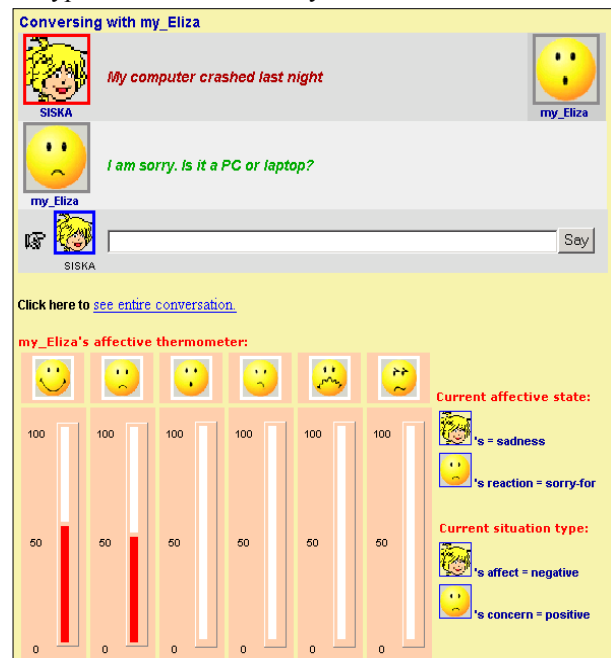 Conversing with my_Eliza
My computer crashed last night
SISKA
my_Eliza
I am sorry. Is it a PC or laptop?
my_Eliza
Say
SISKA
Click here to see entire conversation.
my_Eliza's affective thermometer:
Current affective state:
100 100 100 100 100 100
's = sadness
's reaction = sorry-for
Current situation type:
50 50 50 50 50 50
's affect = negative
's concern = positive
0 0 0 0 0 0